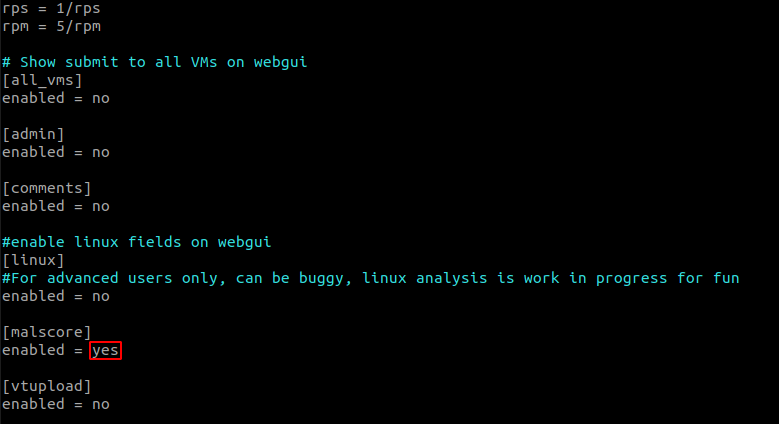 rps = 1/rps
rpm = 5/rpm
# Show submit to all VMs on webgui
[all_vms]
enabled = no
[admin]
enabled = no
[comments]
enabled = no
#enable linux fields on webgui
[linux]
#For advanced users only, can be buggy, linux analysis is work in progress for fun
enabled = no
[malscore]
enabled = yes
[vtupload]
enabled = no